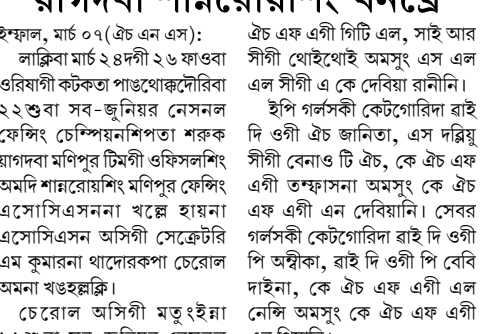 ইম্ফাল, মার্চ ০৭(ঐচ এন এস):
লাক্লিবা মার্চ ২৪দগী ২৬ ফাওবা
ওরিষাগী কটকতা পাঙথোক্কদৌরিবা
২২শুবা সব-জুনিয়র নেসনল
ফেন্সিং চেম্পিয়নশিপতা শরুক
য়াগদবা মণিপুর টিমগী ওফিসলশিং
অমদি শান্নরোয়শিং মণিপুর ফেন্সিং
এসোসিএসননা খল্লে হায়না
এসোসিএসন অসিগী সেক্রেটরি
এম কুমারনা থাদোরকপা চেরোল
অমনা খঙহল্লক্লি।
চেরোল অসিগী মতুংইন্না
ঐচ এফ এগী গিটি এল, সাই আর
সীগী থোইথোই অমসুং এস এল
এল সীগী এ কে দেবিয়া রানীনি।
ইপি গর্লসকী কেটগোরিদা ৱাই
দি ওগী ঐচ জানিতা, এস দব্লিয়ু
সীগী বেনাও টি ঐচ, কে ঐচ এফ
এগী তম্ফাসনা অমসুং কে ঐচ
এফ এগী এন দেবিয়ানি। সেবর
গর্লসকী কেটগোরিদা ৱাই দি ওগী
পি অম্বীকা, ৱাই দি ওগী পি বেবি
দাইনা, কে ঐচ এফ এগী এল
নেন্সি অমসুং কে ঐচ এফ এগী